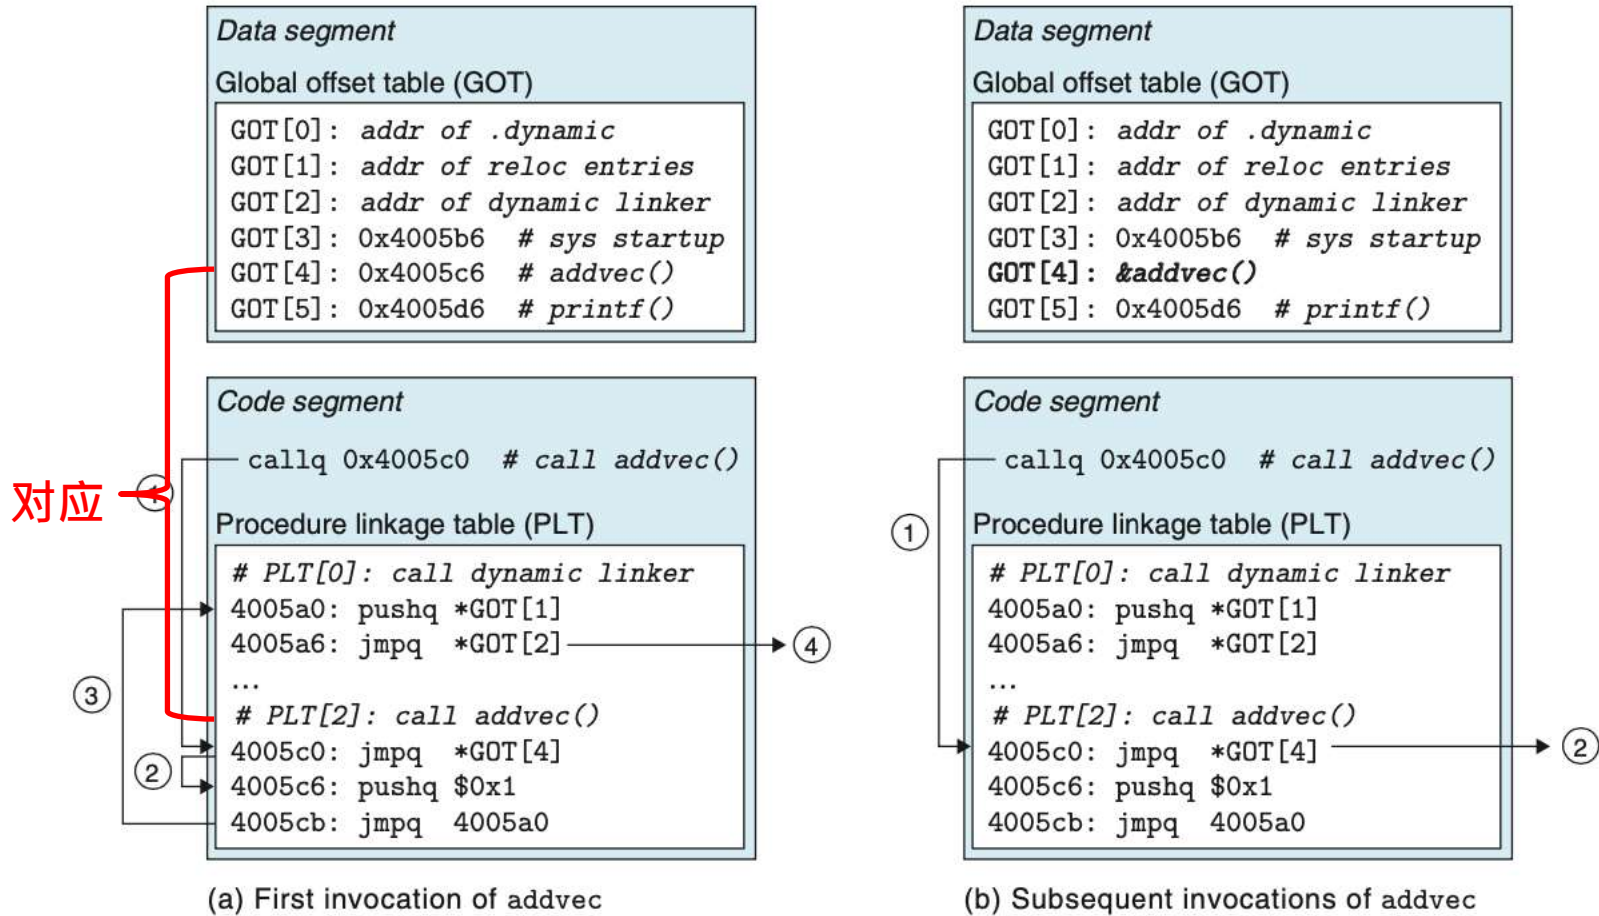 Data segment
Global offset table (GOT)
GOT[0]: addr of .dynamic
GOT[1]: addr of reloc entries
GOT[2]: addr of dynamic linker
GOT[3]: 0x4005b6 # sys startup
GOT[4]: 0x4005c6 # addvec()
GOT[5]: 0x4005d6 # printf()
Code segment
callq 0x4005c0 # call addvec()
对应
1
Procedure linkage table (PLT)
# PLT[0]: call dynamic linker
4005a0: pushq *GOT[1]
4005a6: jmpq *GOT[2]
4
...
3
# PLT[2]: call addvec()
4005c0: jmpq *GOT[4]
2
4005c6: pushq $0x1
4005cb: jmpq 4005a0
(a) First invocation of addvec
Data segment
Global offset table (GOT)
GOT[0]: addr of .dynamic
GOT[1]: addr of reloc entries
GOT[2]: addr of dynamic linker
GOT[3]: 0x4005b6 # sys startup
GOT[4]: &addvec()
GOT[5]: 0x4005d6 # printf()
Code segment
callq 0x4005c0 # call addvec()
1
Procedure linkage table (PLT)
# PLT[0]: call dynamic linker
4005a0: pushq *GOT[1]
4005a6: jmpq *GOT[2]
...
# PLT[2]: call addvec()
4005c0: jmpq *GOT[4]
2
4005c6: pushq $0x1
4005cb: jmpq 4005a0
(b) Subsequent invocations of addvec